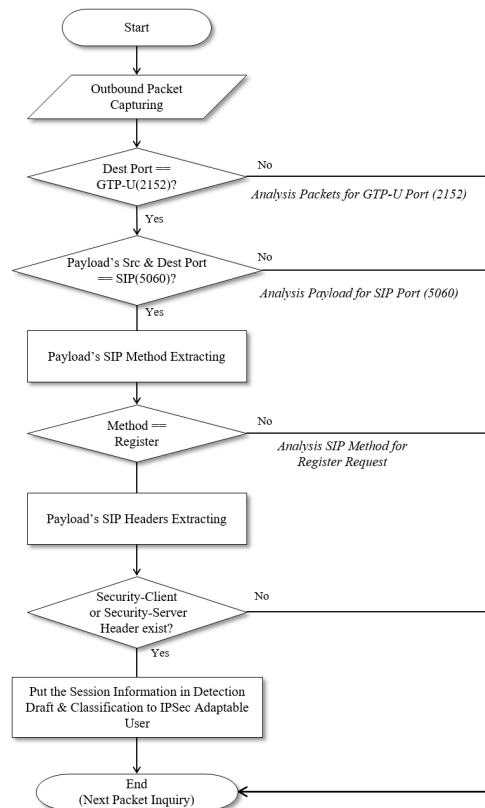 Start
Outbound Packet
Capturing
Dest Port ==
GTP-U(2152)?
No
Analysis Packets for GTP-U Port (2152)
Yes
Payload's Src & Dest Port
== SIP(5060)?
No
Analysis Payload for SIP Port (5060)
Yes
Payload's SIP Method Extracting
Method ==
Register
No
Analysis SIP Method for
Register Request
Payload's SIP Headers Extracting
Security-Client
or Security-Server
Header exist?
No
Yes
Put the Session Information in Detection
Draft & Classification to IPSec Adaptable
User
End
(Next Packet Inquiry)